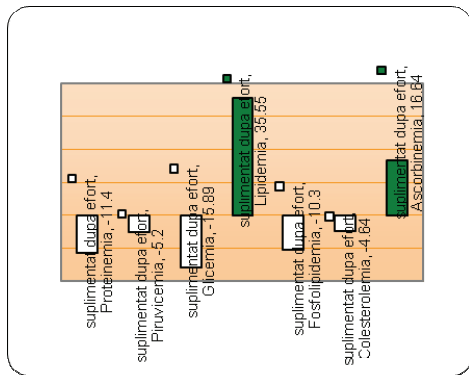 suplimentat dupa efort,
Proteinemia, -11.4
suplimentat dupa efort,
Piruvicemia, -5.2
suplimentat dupa efort,
Glicemia, -15.89
suplimentat dupa efort,
Lipidemia, 35.55
suplimentat dupa efort,
Fosfolipidemia, -10.3
suplimentat dupa efort,
Colesterolemia, -4.64
suplimentat dupa efort,
Ascorbinemia, 16.64